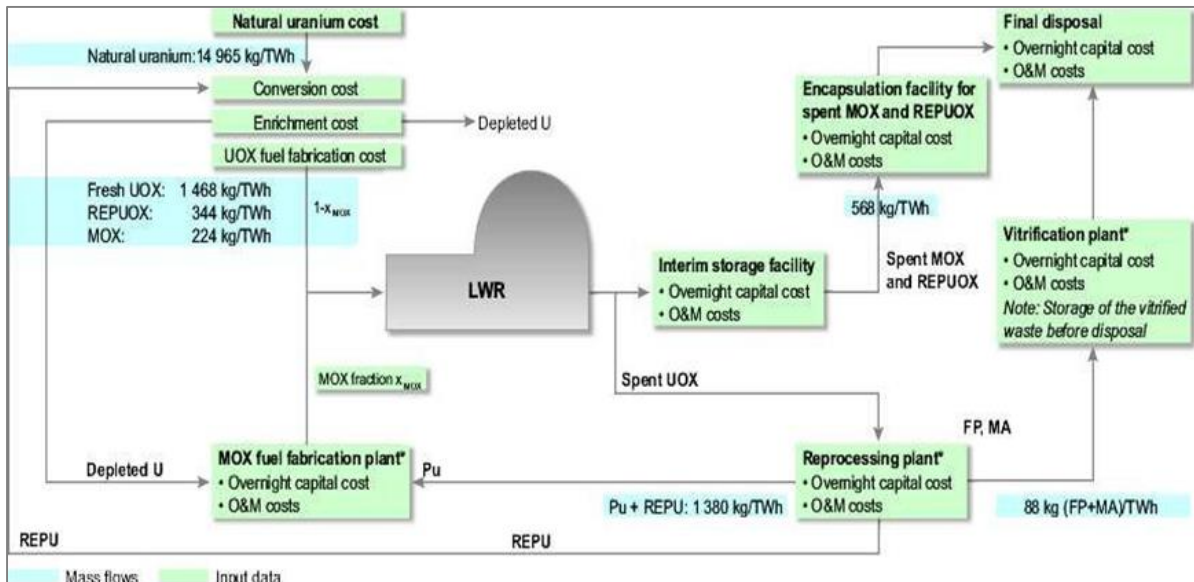 Natural uranium cost
Natural uranium: 14 965 kg/TWh
Conversion cost
Enrichment cost
Depleted U
UOX fuel fabrication cost
Fresh UOX: 1 468 kg/TWh
REPUOX: 344 kg/TWh
MOX: 224 kg/TWh
1-xMOX
LWR
Interim storage facility
• Overnight capital cost
• O&M costs
Spent MOX
and REPUOX
568 kg/TWh
Encapsulation facility for
spent MOX and REPUOX
• Overnight capital cost
• O&M costs
Final disposal
• Overnight capital cost
• O&M costs
Vitrification plant*
• Overnight capital cost
• O&M costs
Note: Storage of the vitrified
waste before disposal
MOX fraction xMOX
Spent UOX
FP, MA
Depleted U
MOX fuel fabrication plant*
• Overnight capital cost
• O&M costs
Pu
Reprocessing plant*
• Overnight capital cost
• O&M costs
Pu + REPU: 1 380 kg/TWh
88 kg (FP+MA)/TWh
REPU
REPU
Mass flows
Input data